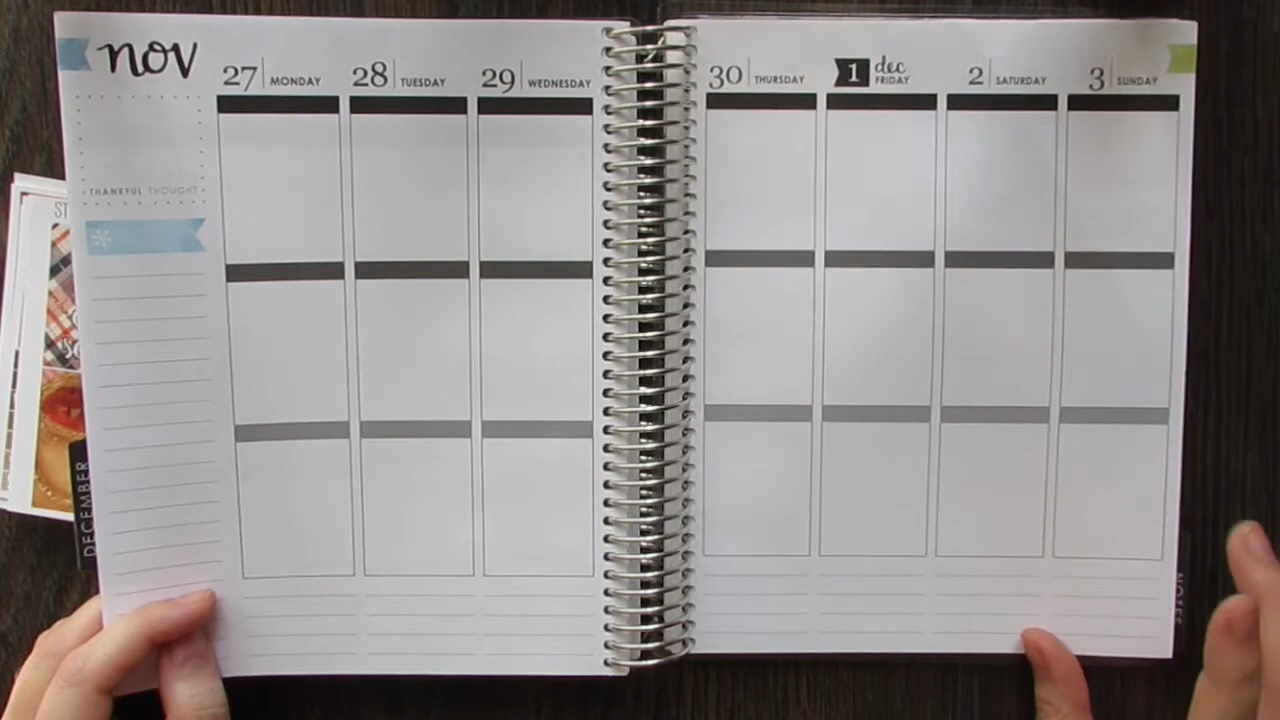 nov
27 MONDAY
28 TUESDAY
29 WEDNESDAY
30 THURSDAY
1 dec FRIDAY
2 SATURDAY
3 SUNDAY
THANKFUL THOUGHT
ST
DECEMBER
NOTES